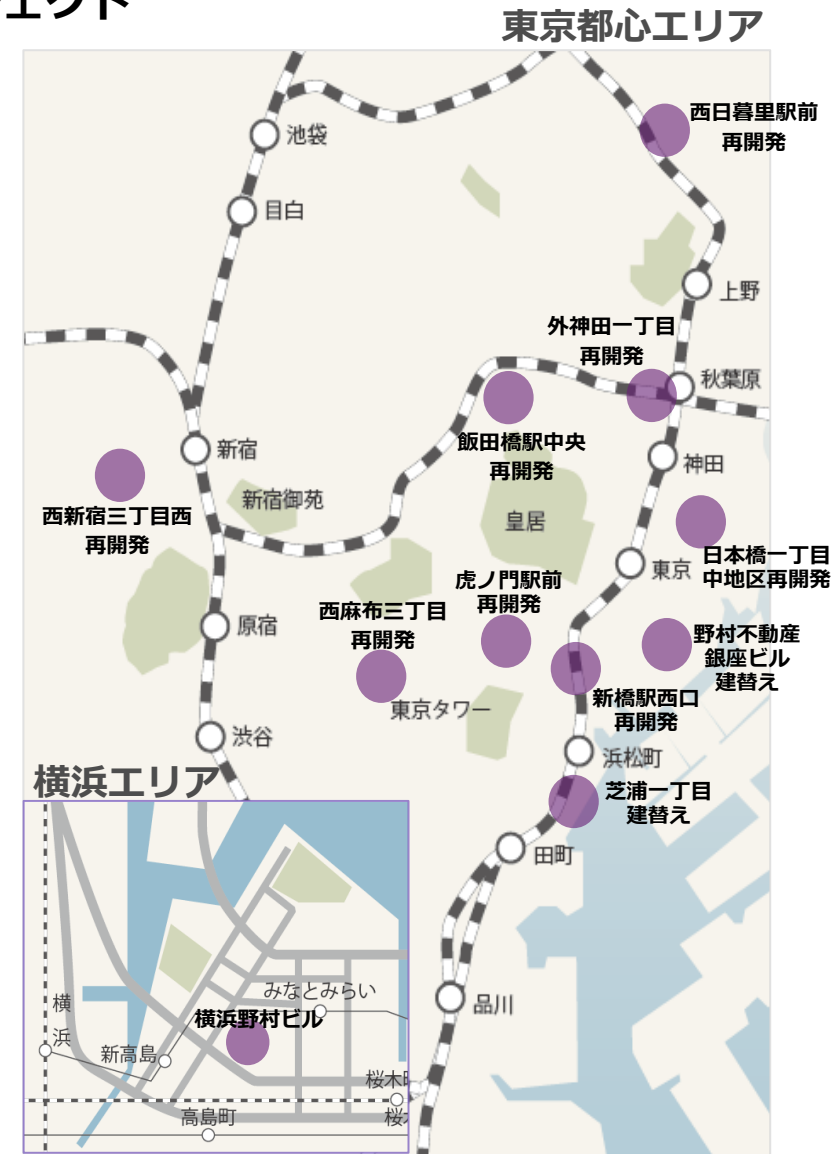 ェクト
東京都心エリア
西日暮里駅前
再開発
池袋
目白
上野
外神田一丁目
再開発
秋葉原
飯田橋駅中央
再開発
新宿
神田
新宿御苑
西新宿三丁目西
再開発
皇居
日本橋一丁目
中地区再開発
東京
虎ノ門駅前
再開発
西麻布三丁目
再開発
原宿
野村不動産
銀座ビル
建替え
新橋駅西口
再開発
東京タワー
渋谷
浜松町
横浜エリア
芝浦一丁目
建替え
田町
品川
みなとみらい
横浜
横浜野村ビル
新高島
桜木町
高島町
桜